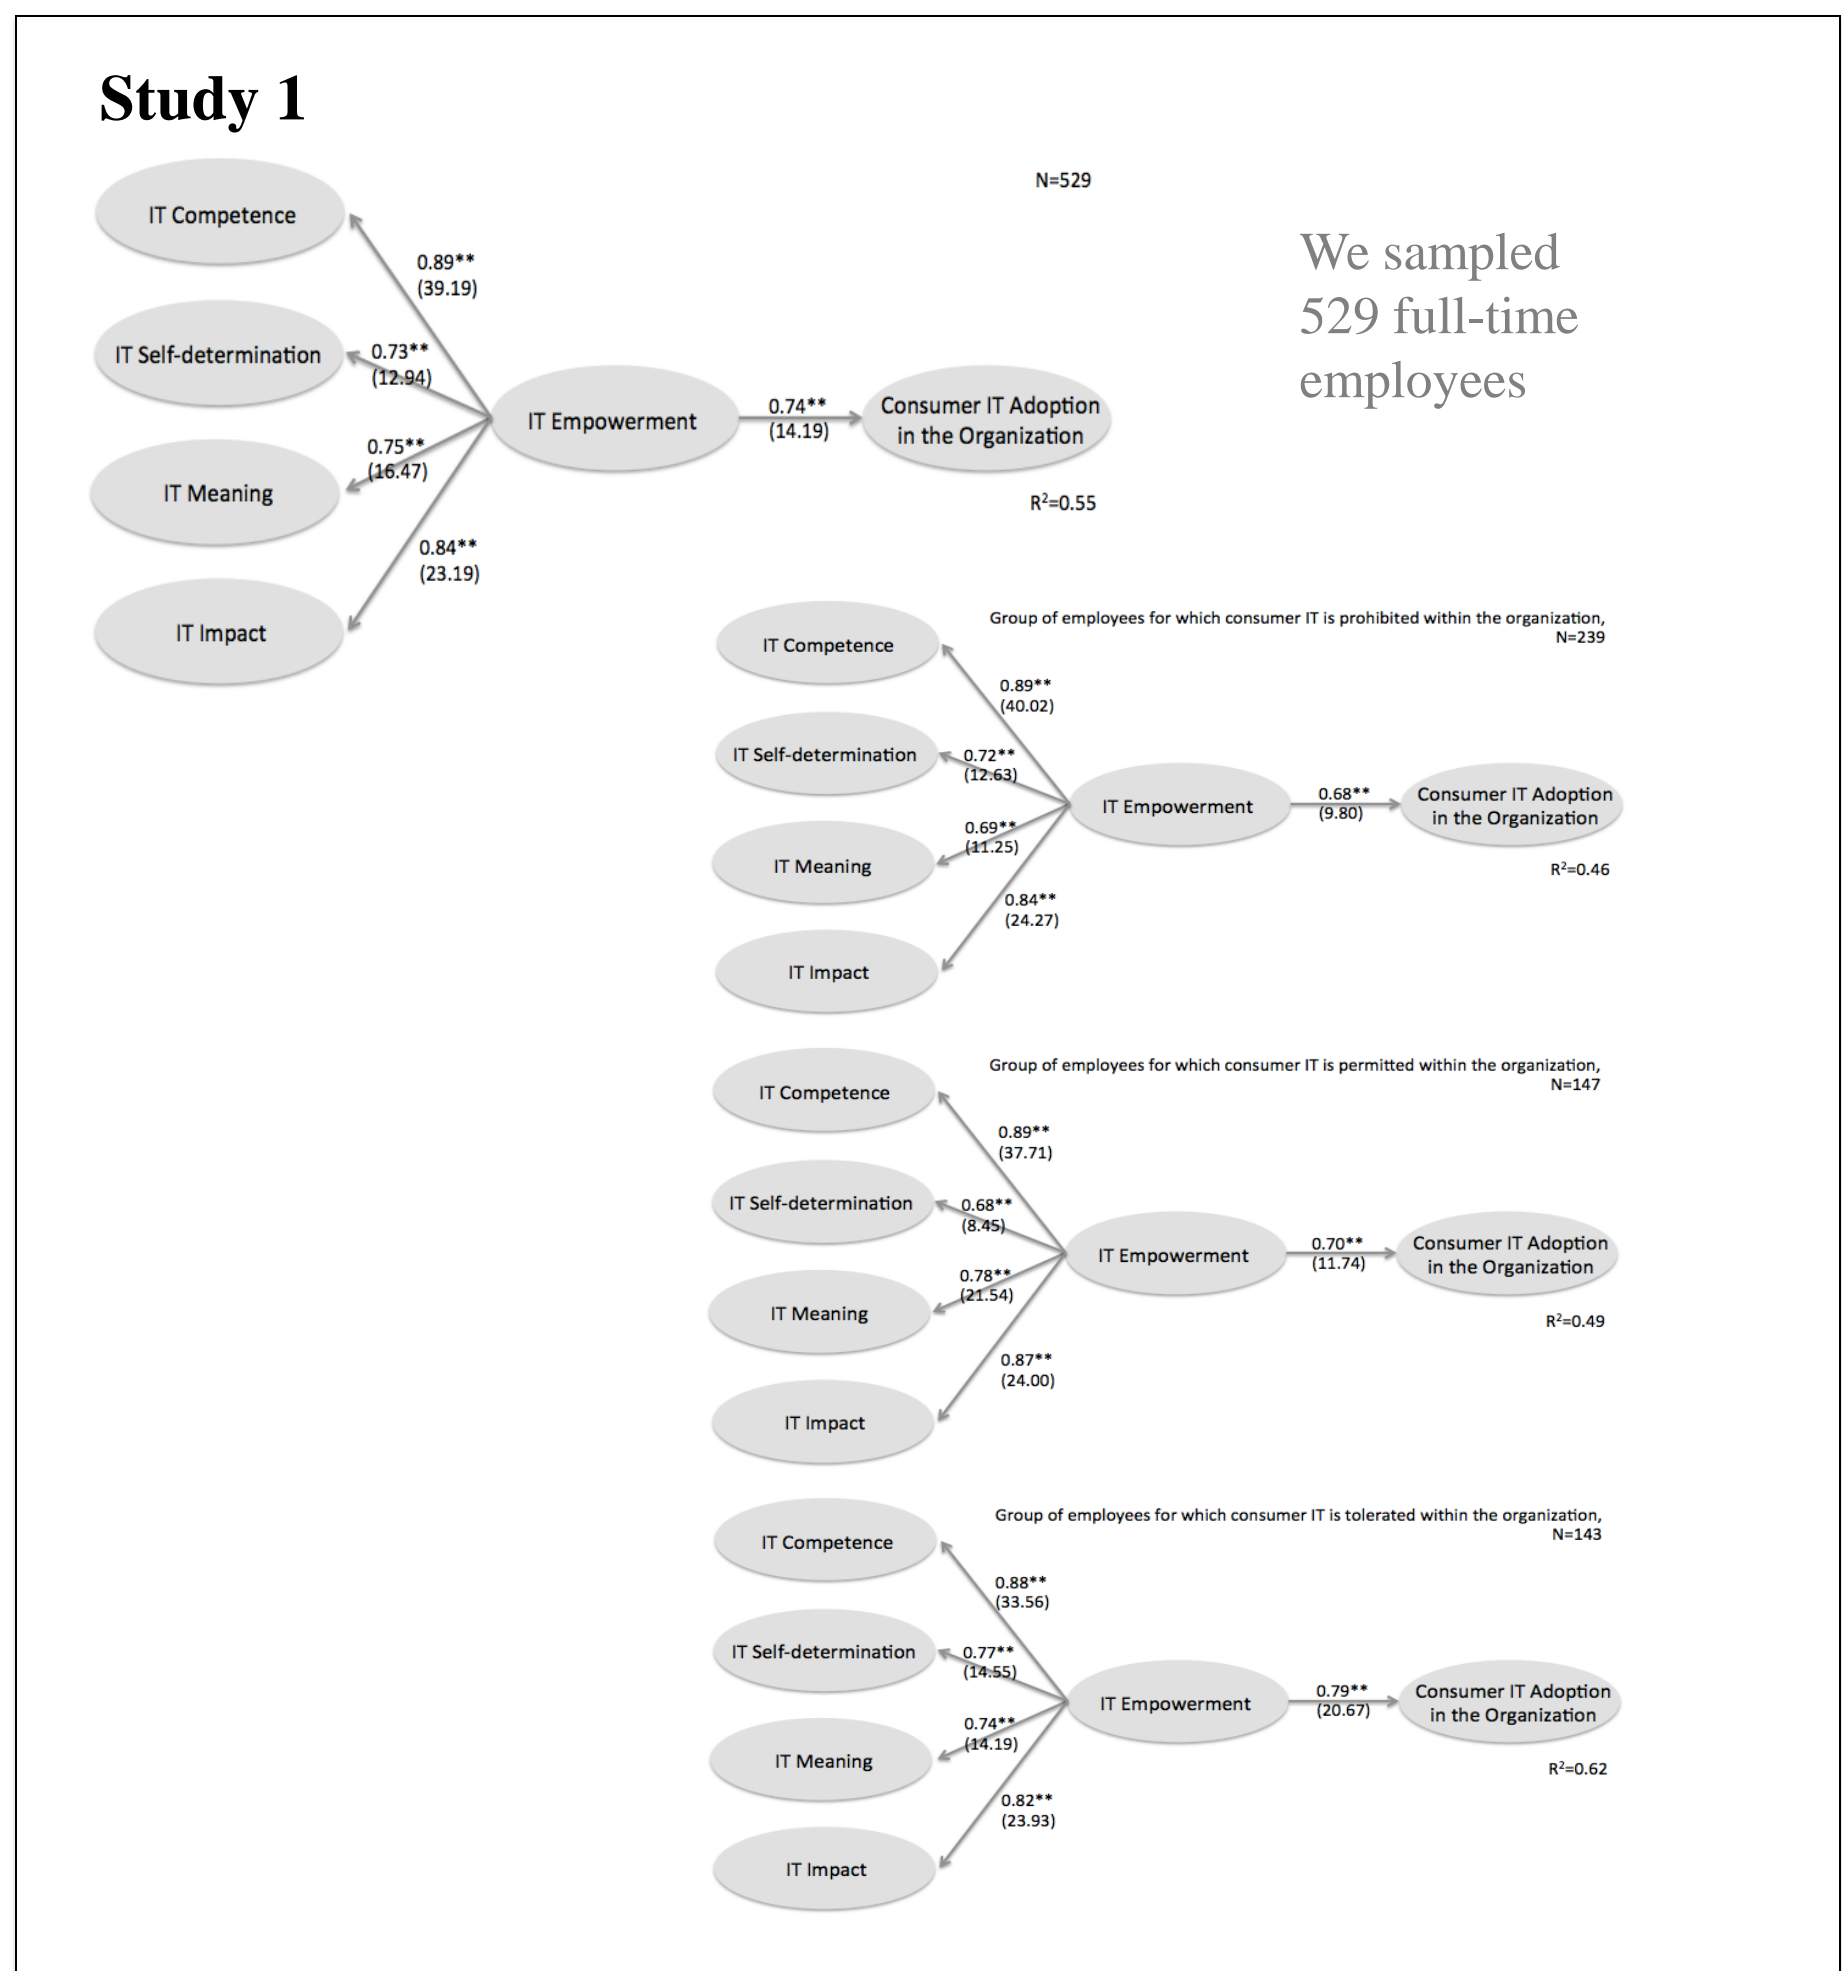 Study 1
N=529
We sampled
529 full-time
employees
IT Competence
0.89**
(39.19)
IT Self-determination
0.73**
(12.94)
IT Empowerment
0.74**
(14.19)
Consumer IT Adoption
in the Organization
0.75**
(16.47)
IT Meaning
R²=0.55
0.84**
(23.19)
IT Impact
Group of employees for which consumer IT is prohibited within the organization,
N=239
IT Competence
0.89**
(40.02)
IT Self-determination
0.72**
(12.63)
IT Empowerment
0.68**
(9.80)
Consumer IT Adoption
in the Organization
0.69**
(11.25)
IT Meaning
R²=0.46
0.84**
(24.27)
IT Impact
Group of employees for which consumer IT is permitted within the organization,
N=147
IT Competence
0.89**
(37.71)
IT Self-determination
0.68**
(8.45)
IT Empowerment
0.70**
(11.74)
Consumer IT Adoption
in the Organization
0.78**
(21.54)
IT Meaning
R²=0.49
0.87**
(24.00)
IT Impact
Group of employees for which consumer IT is tolerated within the organization,
N=143
IT Competence
0.88**
(33.56)
IT Self-determination
0.77**
(14.55)
IT Empowerment
0.79**
(20.67)
Consumer IT Adoption
in the Organization
0.74**
(14.19)
IT Meaning
R²=0.62
0.82**
(23.93)
IT Impact